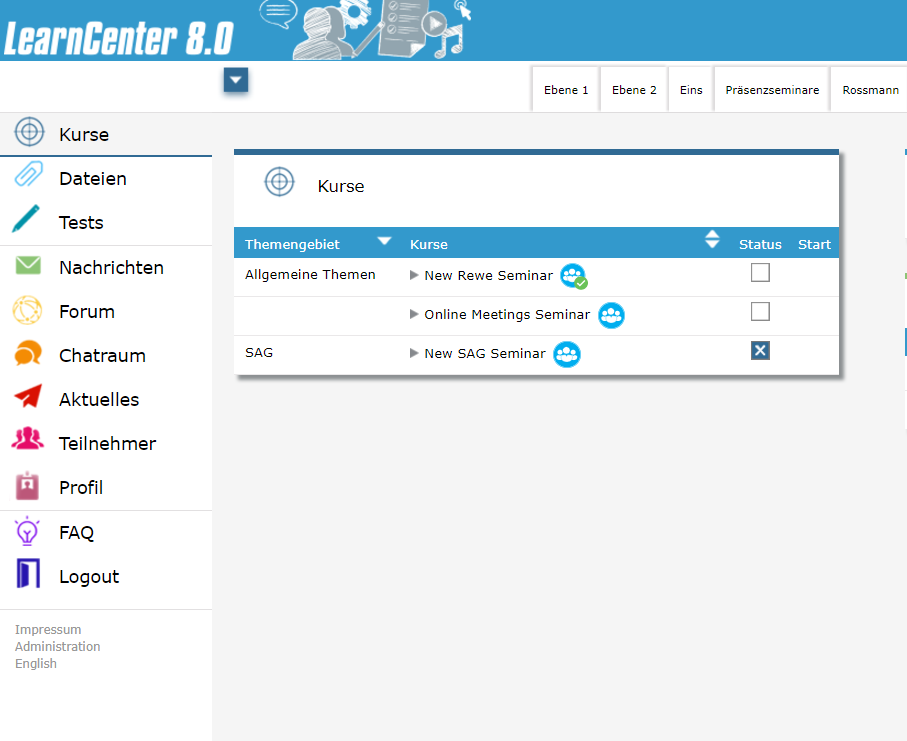 LearnCenter 8.0
Ebene 1
Ebene 2
Eins
Präsenzseminare
Rossmann
Kurse
Dateien
Tests
Nachrichten
Forum
Chatraum
Aktuelles
Teilnehmer
Profil
FAQ
Logout
Impressum
Administration
English
Kurse
Themengebiet Kurse Status Start
Allgemeine Themen New Rewe Seminar
Online Meetings Seminar
SAG New SAG Seminar